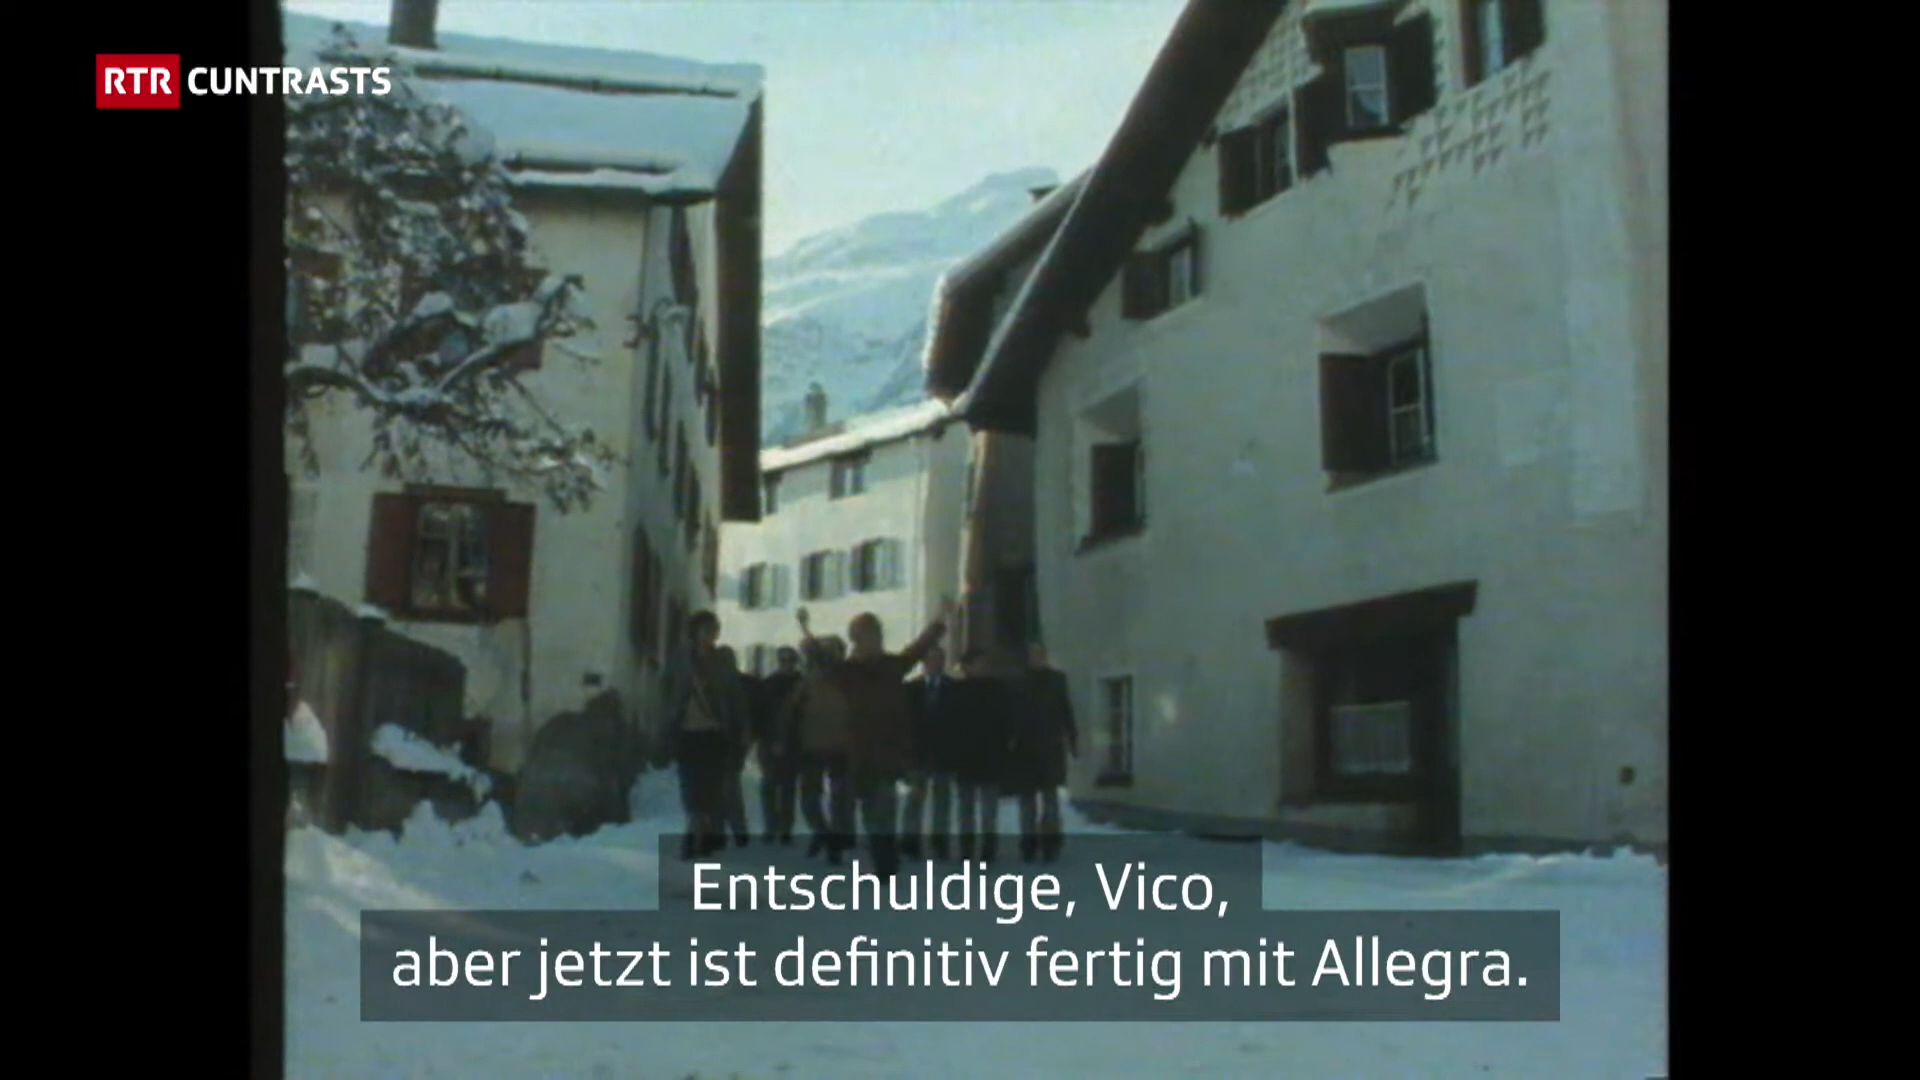 RTR CUNTRASTS
Entschuldige, Vico,
aber jetzt ist definitiv fertig mit Allegra.